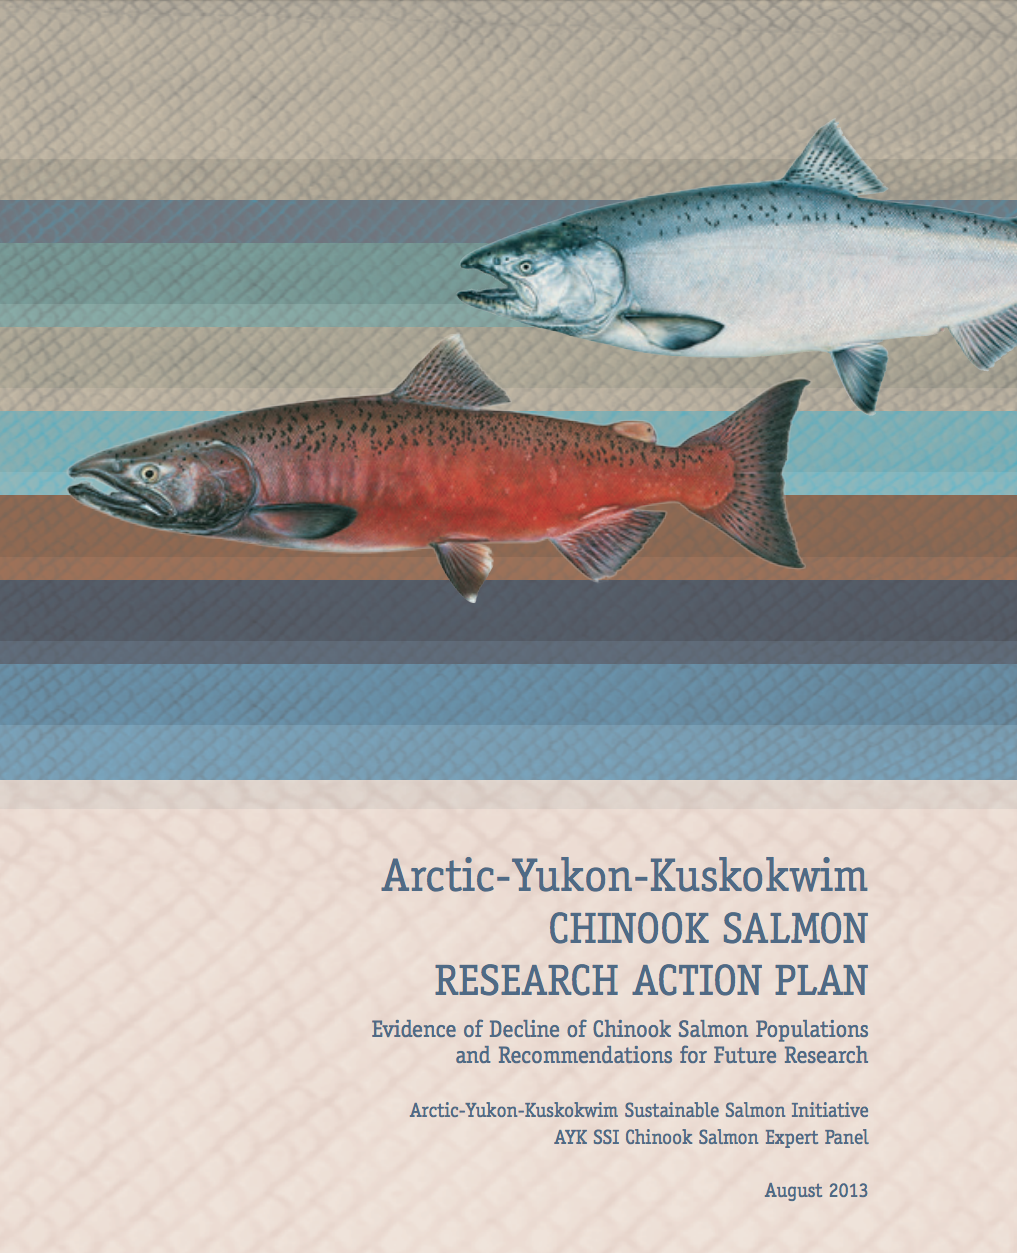 Arctic-Yukon-Kuskokwim
CHINOOK SALMON
RESEARCH ACTION PLAN
Evidence of Decline of Chinook Salmon Populations
and Recommendations for Future Research
Arctic-Yukon-Kuskokwim Sustainable Salmon Initiative
AYK SSI Chinook Salmon Expert Panel
August 2013